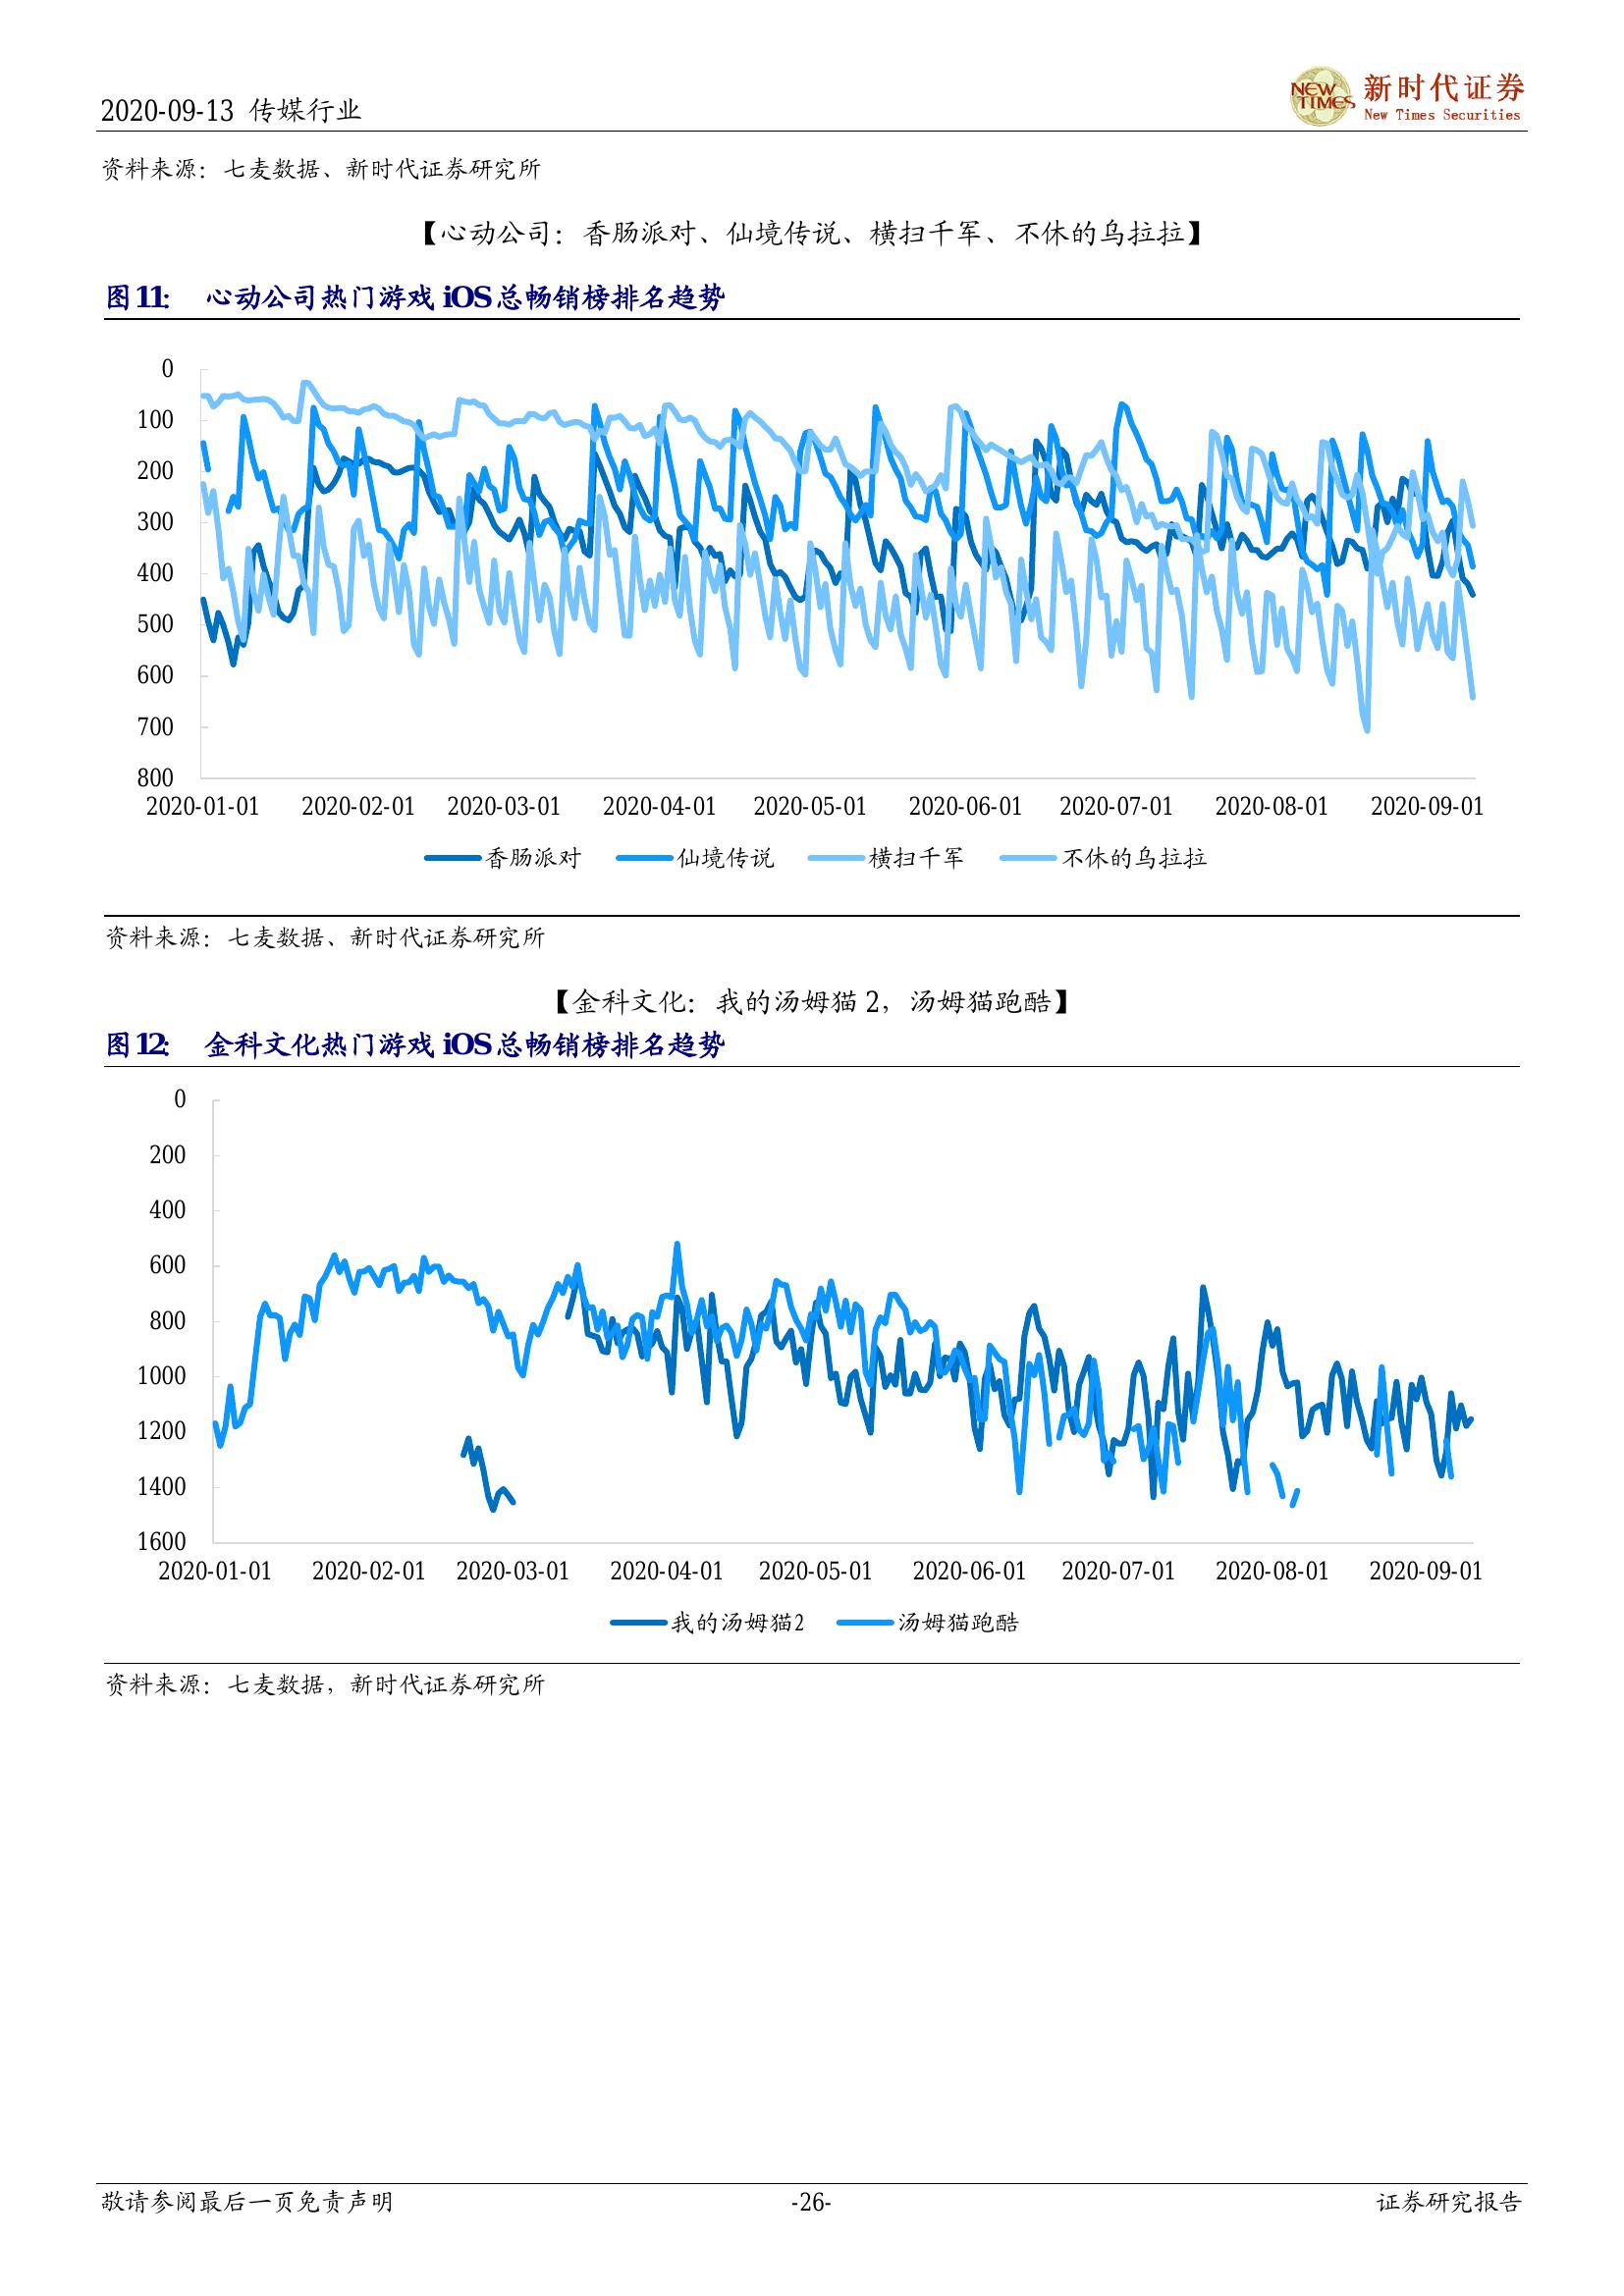 2020-09-13 传媒行业
NEW TIMES 新时代证券
New Times Securities
资料来源：七麦数据、新时代证券研究所
【心动公司：香肠派对、仙境传说、横扫千军、不休的乌拉拉】
图11： 心动公司热门游戏 iOS 总畅销榜排名趋势
0
100
200
300
400
500
600
700
800
2020-01-01 2020-02-01 2020-03-01 2020-04-01 2020-05-01 2020-06-01 2020-07-01 2020-08-01 2020-09-01
香肠派对 仙境传说 横扫千军 不休的乌拉拉
资料来源：七麦数据、新时代证券研究所
【金科文化：我的汤姆猫 2，汤姆猫跑酷】
图12： 金科文化热门游戏 iOS 总畅销榜排名趋势
0
200
400
600
800
1000
1200
1400
1600
2020-01-01 2020-02-01 2020-03-01 2020-04-01 2020-05-01 2020-06-01 2020-07-01 2020-08-01 2020-09-01
我的汤姆猫2 汤姆猫跑酷
资料来源：七麦数据，新时代证券研究所
敬请参阅最后一页免责声明 -26- 证券研究报告